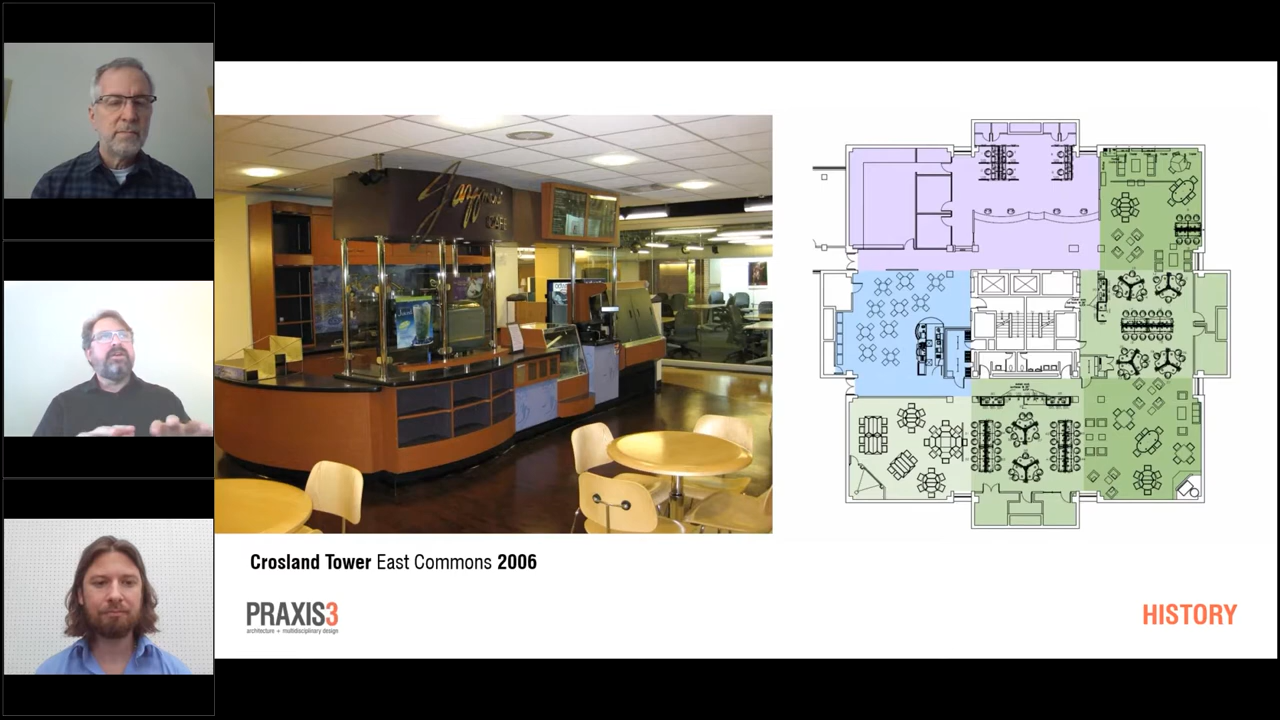 Crosland Tower East Commons 2006
PRAXIS3
architecture + multidisciplinary design
HISTORY